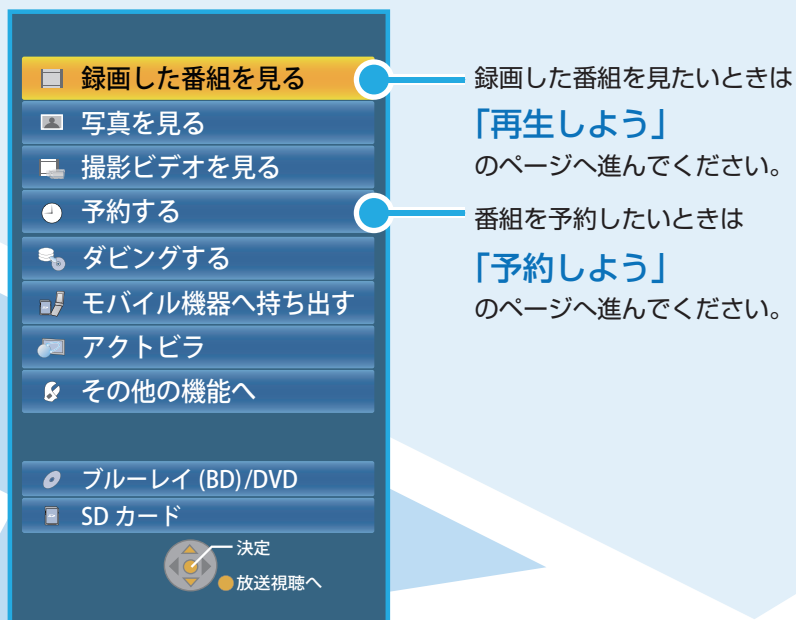 録画した番組を見る
写真を見る
撮影ビデオを見る
予約する
ダビングする
モバイル機器へ持ち出す
アクトビラ
その他の機能へ
ブルーレイ (BD)/DVD
SD カード
決定
放送視聴へ
録画した番組を見たいときは
「再生しよう」
のページへ進んでください。
番組を予約したいときは
「予約しよう」
のページへ進んでください。